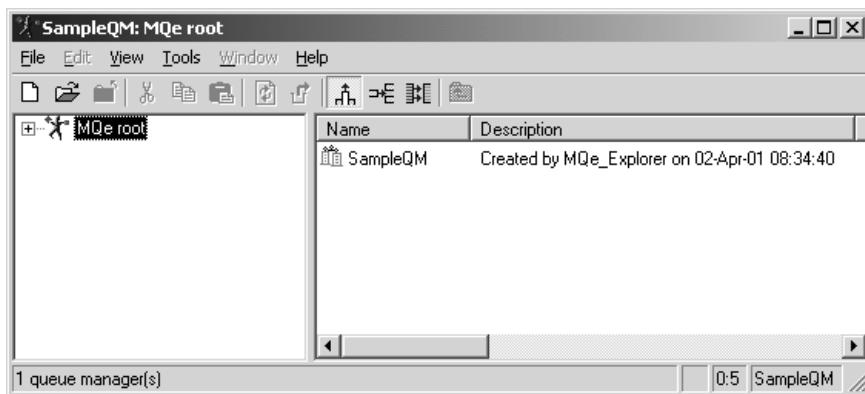 SampleQM: MQe root
File Edit View Tools Window Help
MQe root
Name Description
SampleQM Created by MQe_Explorer on 02-Apr-01 08:34:40
1 queue manager(s) 0:5 SampleQM